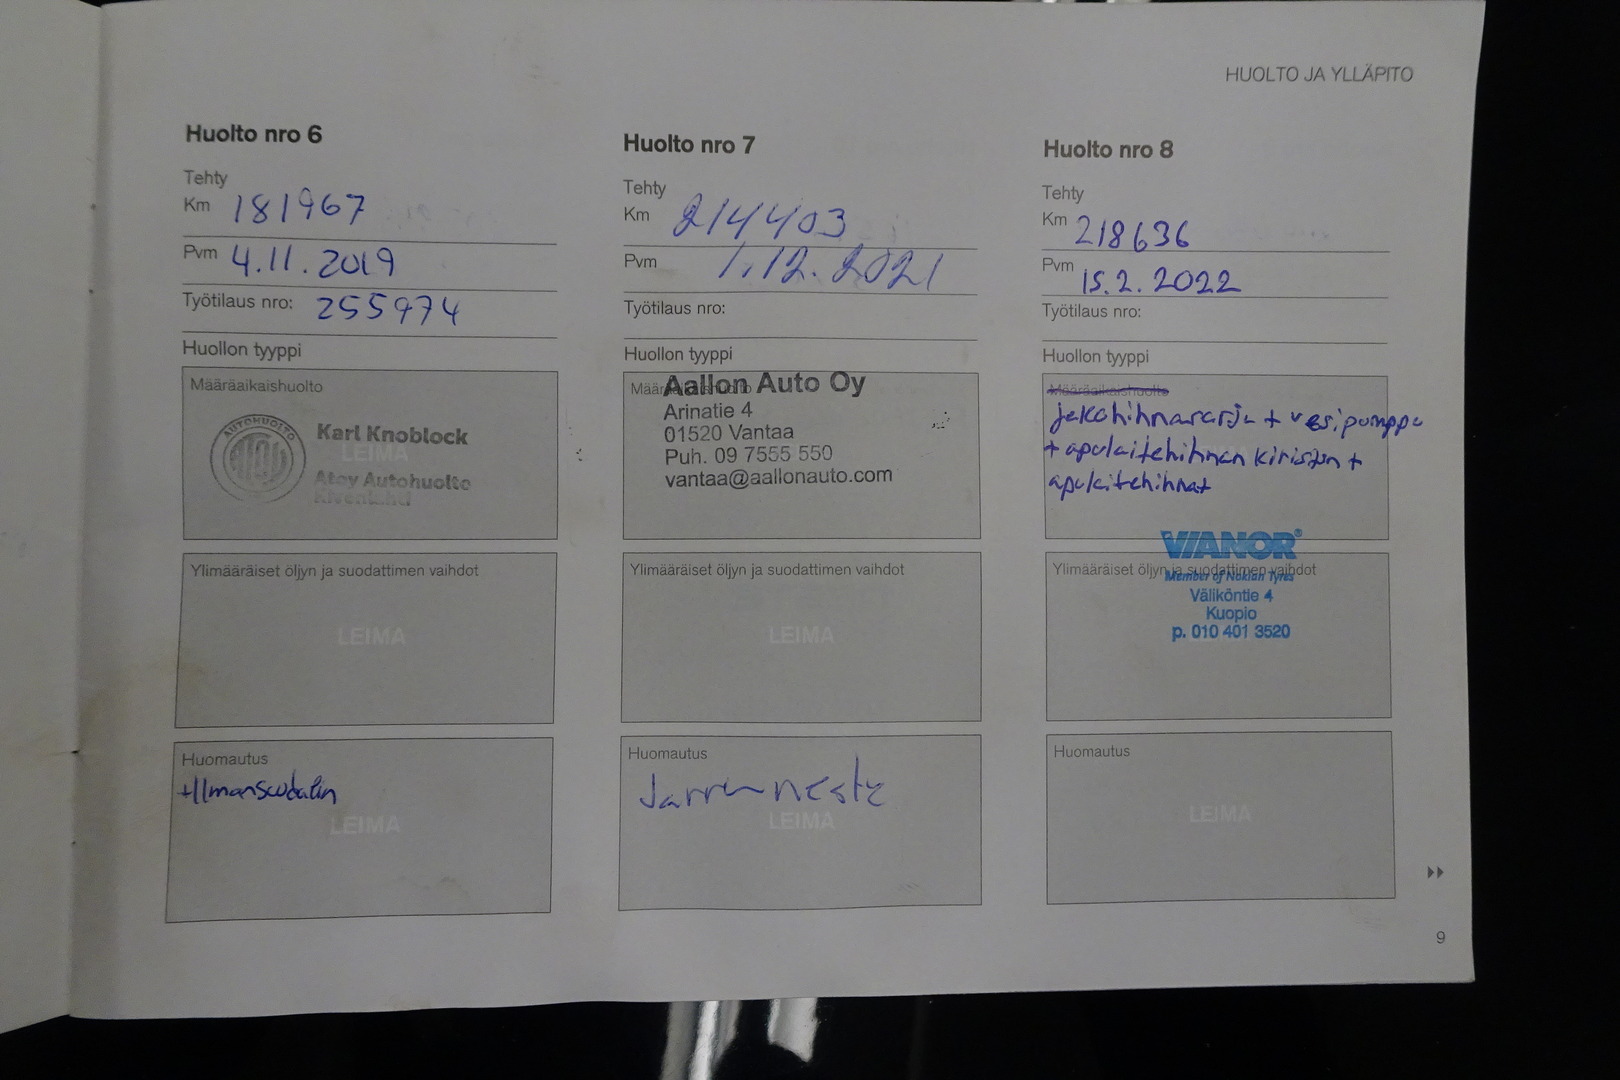 HUOLTO JA YLLÄPITO
Huolto nro 6
Tehty
Km 181967
Pvm 4.11.2019
Työtilaus nro: 255974
Huollon tyyppi
Määräaikaishuolto
AUTOHUOLTO
Kari Knoblock
LEIMA
Atoy Autohuolto
Kivenlahti
Ylimääräiset öljyn ja suodattimen vaihdot
LEIMA
Huomautus
+Ilmansuodatin
LEIMA
Huolto nro 7
Tehty
Km 214403
Pvm 1.12.2021
Työtilaus nro:
Huollon tyyppi
Määräaikaishuolto
Aallon Auto Oy
Arinatie 4
01520 Vantaa
Puh. 09 7555 550
vantaa@aallonauto.com
Ylimääräiset öljyn ja suodattimen vaihdot
LEIMA
Huomautus
Jarruneste
LEIMA
Huolto nro 8
Tehty
Km 218636
Pvm 15.2.2022
Työtilaus nro:
Huollon tyyppi
Määräaikaishuolto
jakohihnasarja + vesipumppu
+ apulaitehihnan kiristin +
apulaitehihnat
VIANOR®
Ylimääräiset öljyn ja suodattimen vaihdot
Member of Nokian Tyres
Väliköntie 4
Kuopio
p. 010 401 3520
Huomautus
LEIMA
9